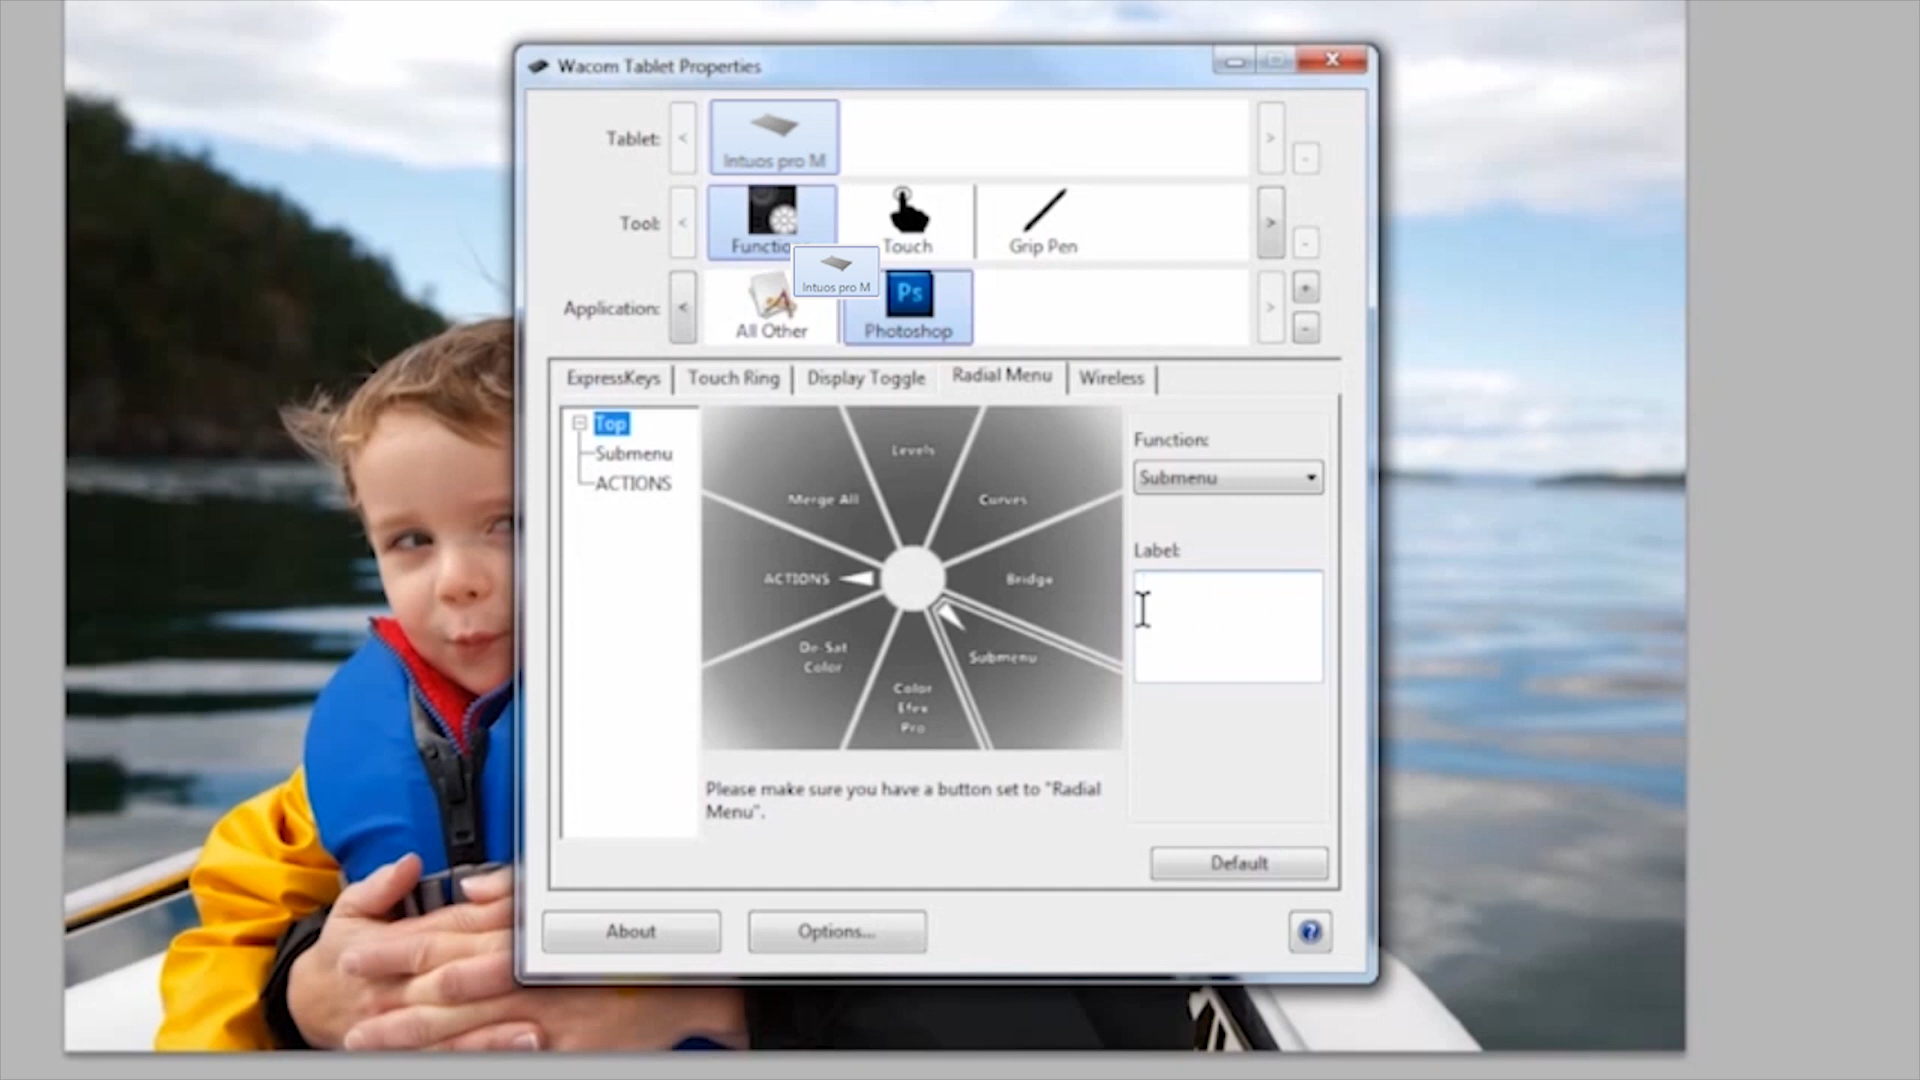 Wacom Tablet Properties
Tablet:
Intuos pro M
Tool:
Functio
Touch
Grip Pen
Intuos pro M
Application:
All Other
Ps
Photoshop
ExpressKeys
Touch Ring
Display Toggle
Radial Menu
Wireless
Top
Submenu
ACTIONS
Levels
Merge All
Curves
ACTIONS
Bridge
De-Sat
Color
Submenu
Color
Efex
Pro
Function:
Submenu
Label:
Please make sure you have a button set to "Radial
Menu".
Default
About
Options...
?